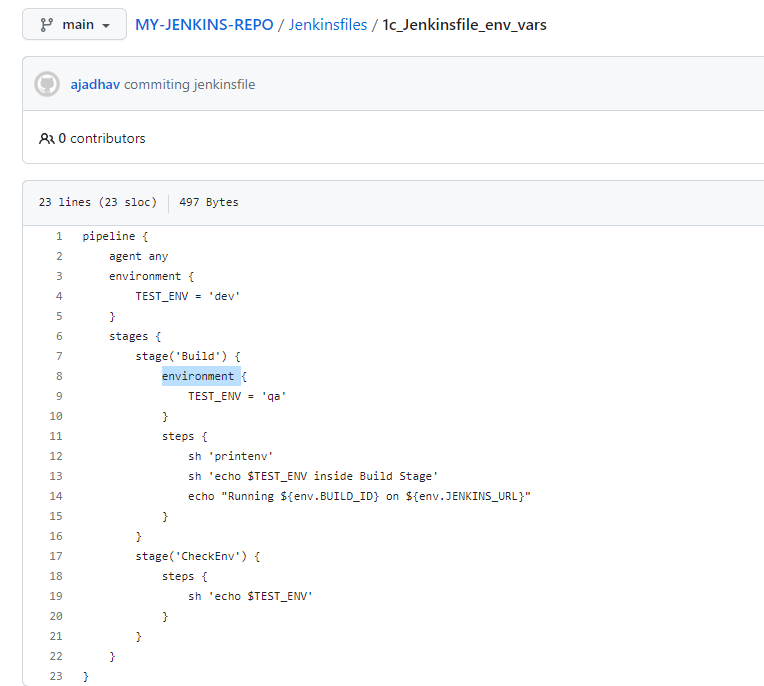 main MY-JENKINS-REPO / Jenkinsfiles / 1c_Jenkinsfile_env_vars
ajadhav commiting jenkinsfile
0 contributors
23 lines (23 sloc) 497 Bytes
1 pipeline {
2 agent any
3 environment {
4 TEST_ENV = 'dev'
5 }
6 stages {
7 stage('Build') {
8 environment {
9 TEST_ENV = 'qa'
10 }
11 steps {
12 sh 'printenv'
13 sh 'echo $TEST_ENV inside Build Stage'
14 echo "Running ${env.BUILD_ID} on ${env.JENKINS_URL}"
15 }
16 }
17 stage('CheckEnv') {
18 steps {
19 sh 'echo $TEST_ENV'
20 }
21 }
22 }
23 }